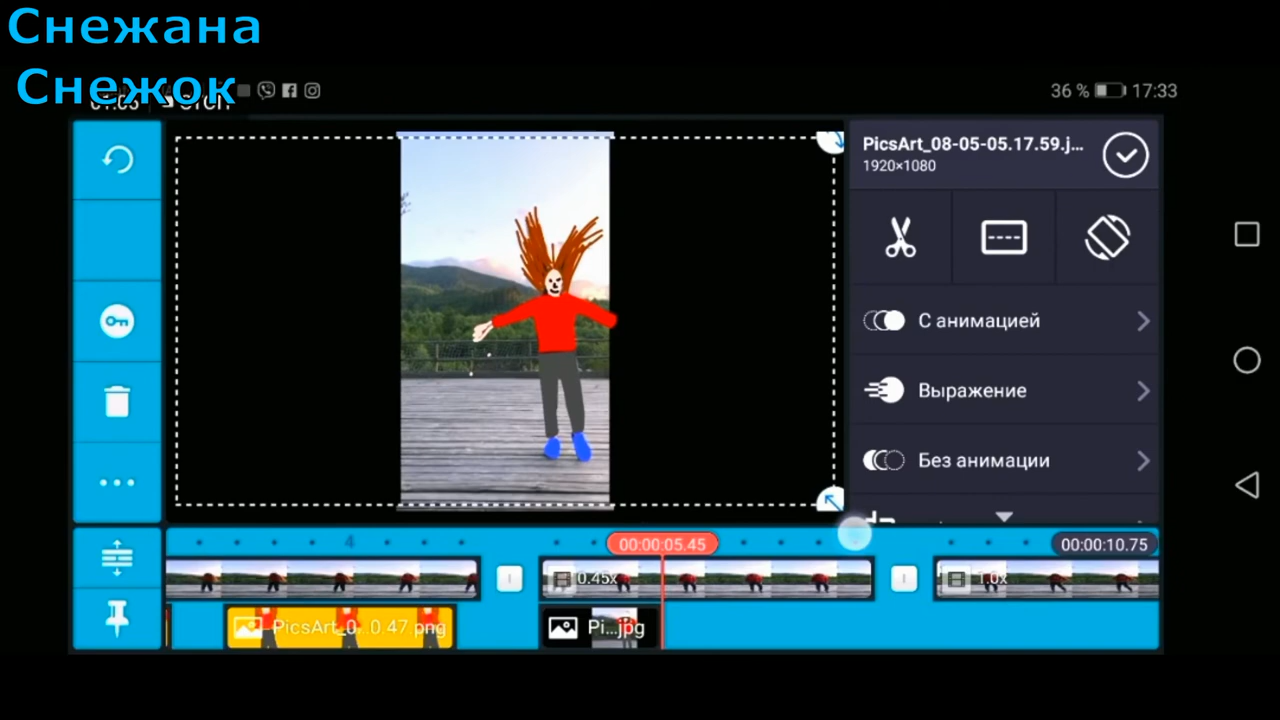 Снежана
Снежок
36 % 17:33
PicsArt_08-05-05.17.59.j...
1920×1080
С анимацией
Выражение
Без анимации
4
00:00:05.45
00:00:10.75
0.45x
1.0x
PicsArt_0...0.47 png
Pi...jpg